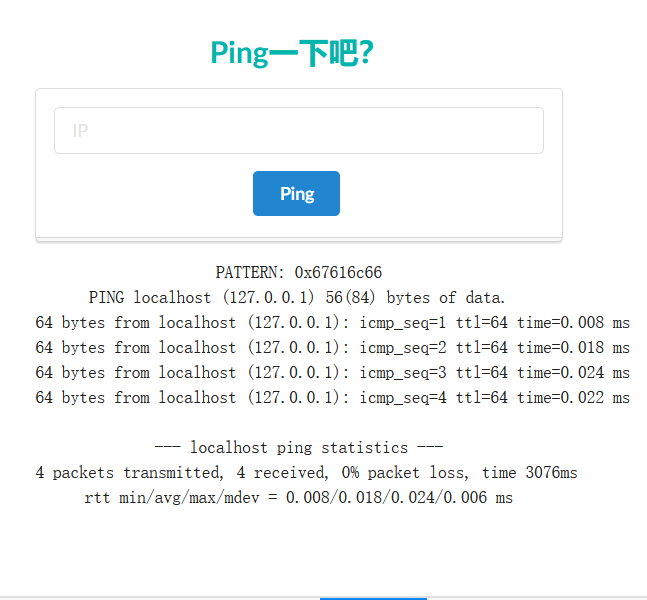 Ping一下吧?
IP
Ping
PATTERN: 0x67616c66
PING localhost (127.0.0.1) 56(84) bytes of data.
64 bytes from localhost (127.0.0.1): icmp_seq=1 ttl=64 time=0.008 ms
64 bytes from localhost (127.0.0.1): icmp_seq=2 ttl=64 time=0.018 ms
64 bytes from localhost (127.0.0.1): icmp_seq=3 ttl=64 time=0.024 ms
64 bytes from localhost (127.0.0.1): icmp_seq=4 ttl=64 time=0.022 ms
--- localhost ping statistics ---
4 packets transmitted, 4 received, 0% packet loss, time 3076ms
rtt min/avg/max/mdev = 0.008/0.018/0.024/0.006 ms